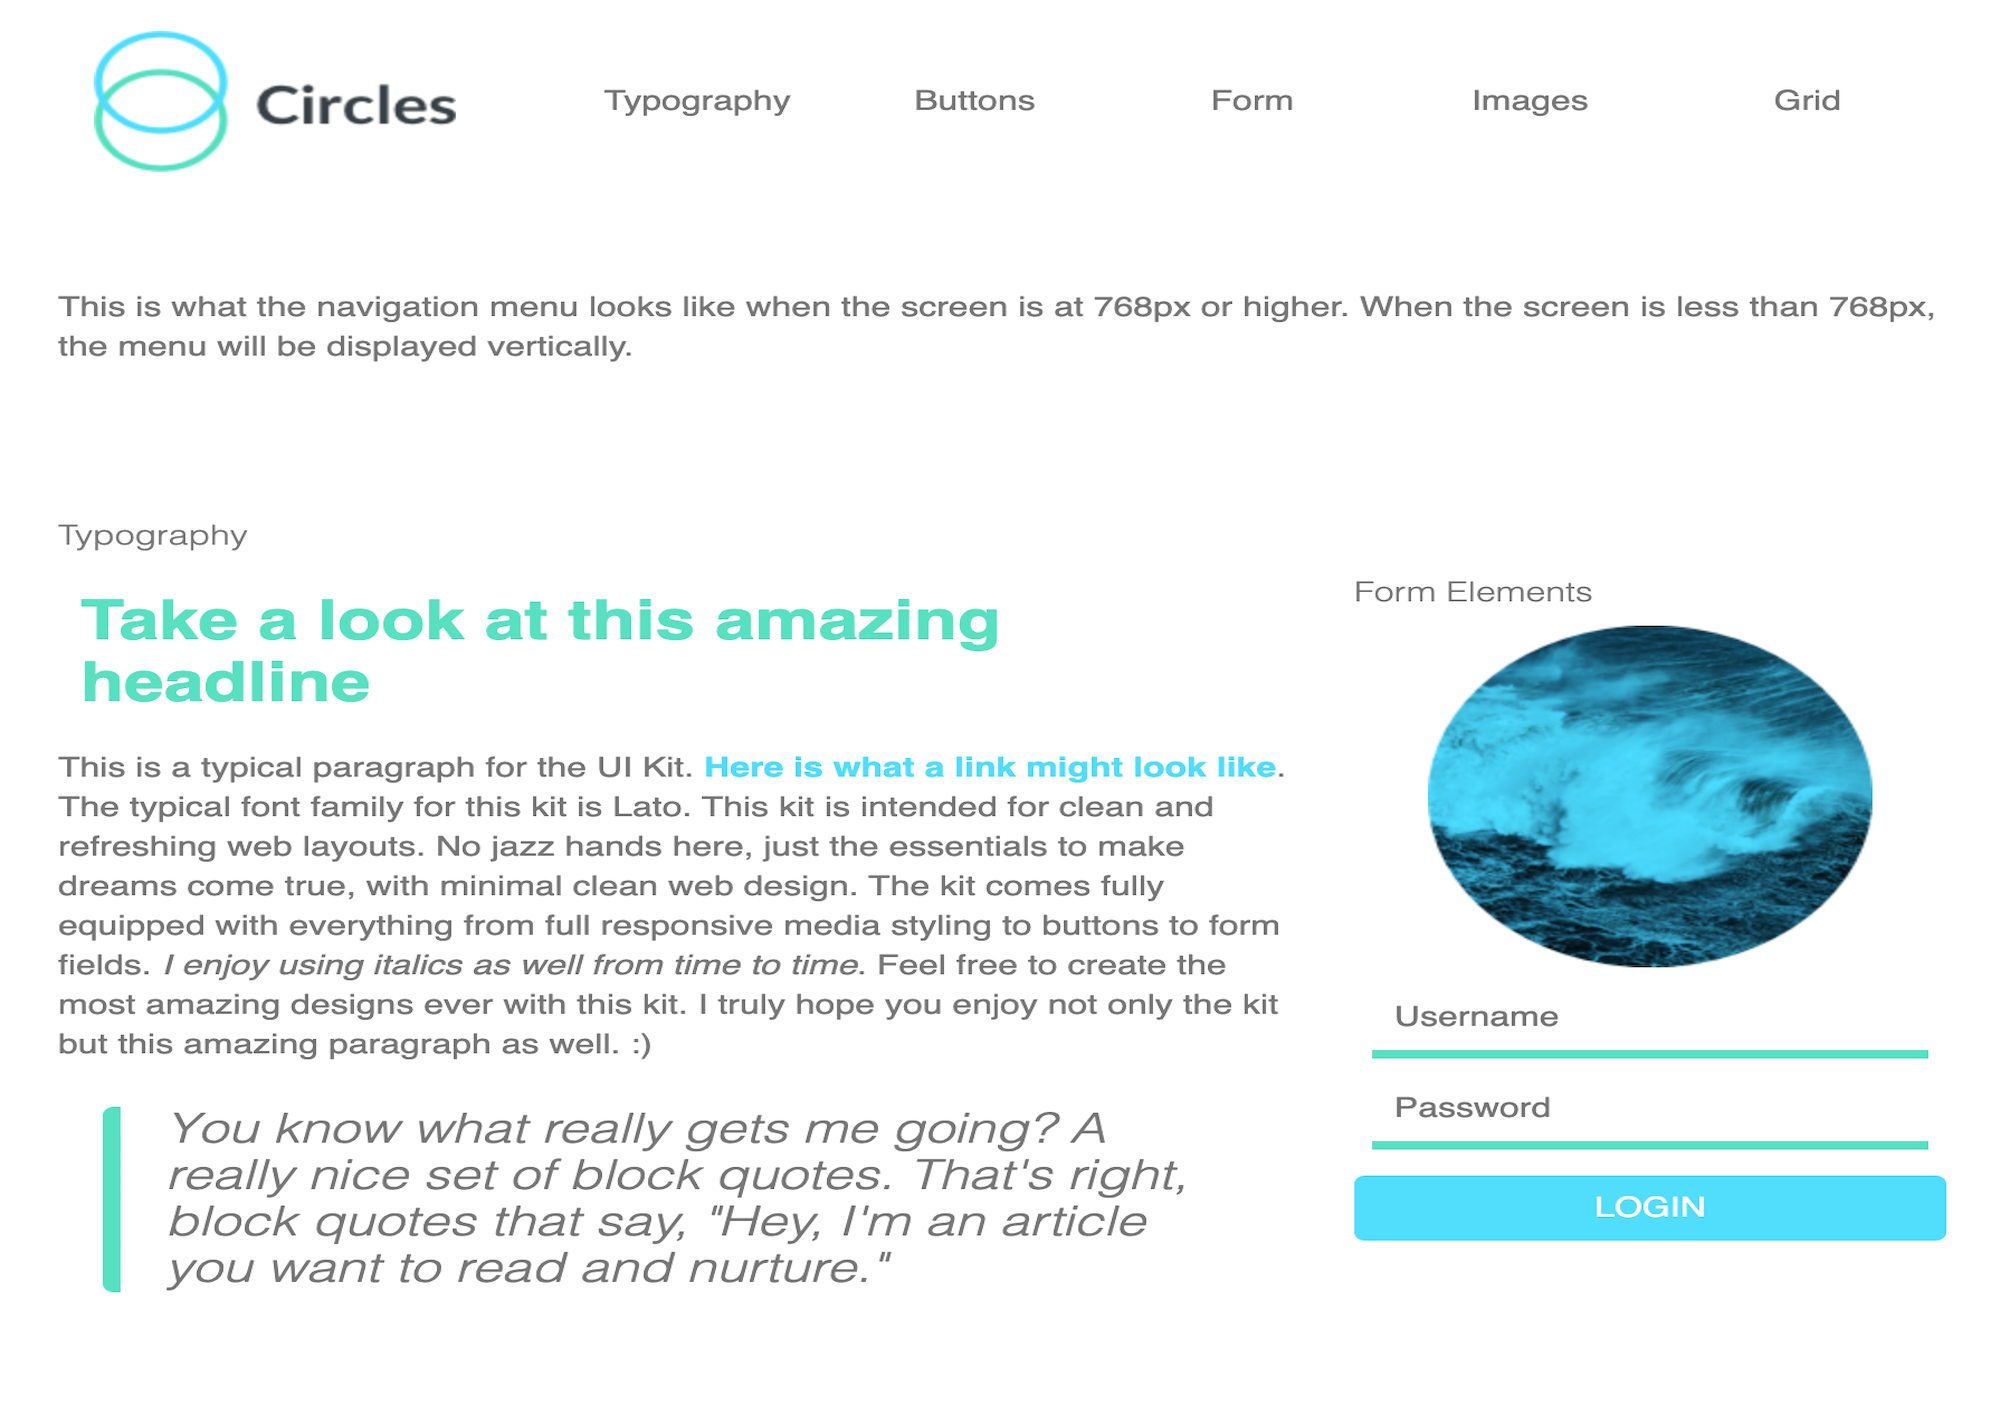 Circles
Typography
Buttons
Form
Images
Grid
This is what the navigation menu looks like when the screen is at 768px or higher. When the screen is less than 768px,
the menu will be displayed vertically.
Typography
Take a look at this amazing
headline
This is a typical paragraph for the UI Kit. Here is what a link might look like.
The typical font family for this kit is Lato. This kit is intended for clean and
refreshing web layouts. No jazz hands here, just the essentials to make
dreams come true, with minimal clean web design. The kit comes fully
equipped with everything from full responsive media styling to buttons to form
fields. I enjoy using italics as well from time to time. Feel free to create the
most amazing designs ever with this kit. I truly hope you enjoy not only the kit
but this amazing paragraph as well. :)
You know what really gets me going? A
really nice set of block quotes. That's right,
block quotes that say, "Hey, I'm an article
you want to read and nurture."
Form Elements
Username
Password
LOGIN